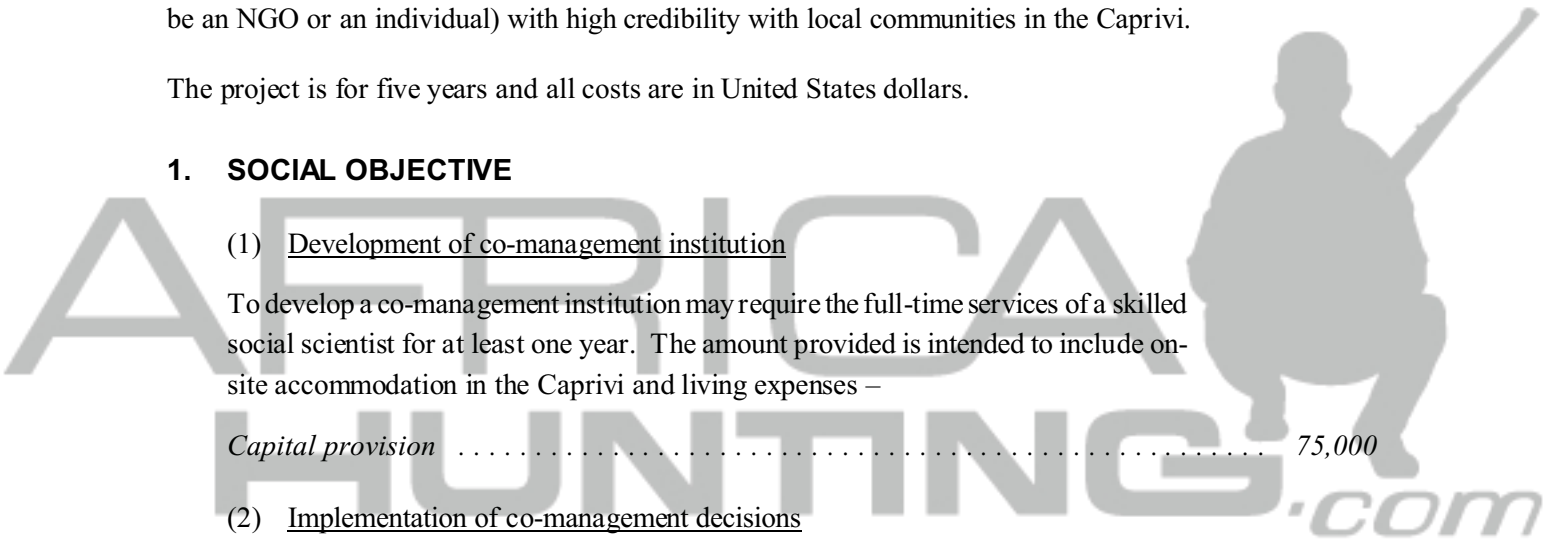 be an NGO or an individual) with high credibility with local communities in the Caprivi.
The project is for five years and all costs are in United States dollars.
1. SOCIAL OBJECTIVE
(1) Development of co-management institution
To develop a co-management institution may require the full-time services of a skilled
social scientist for at least one year. The amount provided is intended to include on-
site accommodation in the Caprivi and living expenses –
Capital provision . . . . . . . . . . . . . . . . . . . . . . . . . . . . . . . . . . . . . . . . . . . . . . . . . . . . . 75,000
(2) Implementation of co-management decisions
AFRICA
HUNTING.com